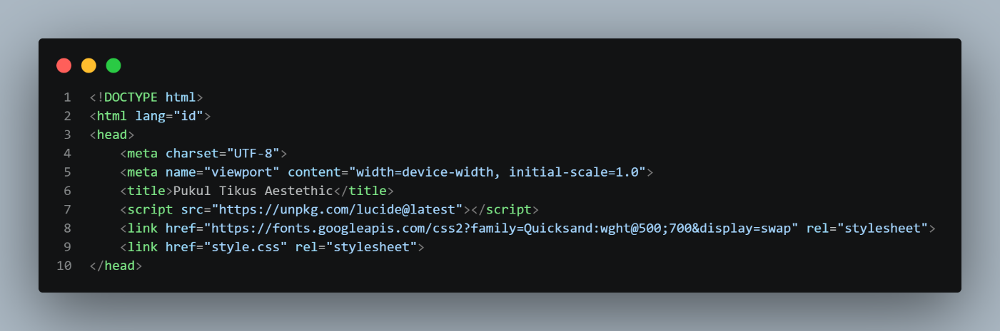 1 <!DOCTYPE html>
2 <html lang="id">
3 <head>
4     <meta charset="UTF-8">
5     <meta name="viewport" content="width=device-width, initial-scale=1.0">
6     <title>Pukul Tikus Aestethic</title>
7     <script src="https://unpkg.com/lucide@latest"></script>
8     <link href="https://fonts.googleapis.com/css2?family=Quicksand:wght@500;700&display=swap" rel="stylesheet">
9     <link href="style.css" rel="stylesheet">
10 </head>